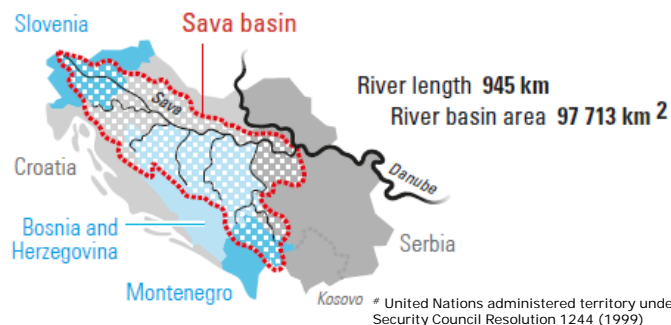 Slovenia
Sava basin
River length 945 km
River basin area 97 713 km 2
Sava
Croatia
Danube
Bosnia and
Herzegovina
Serbia
Montenegro
Kosovo
# United Nations administered territory unde
Security Council Resolution 1244 (1999)